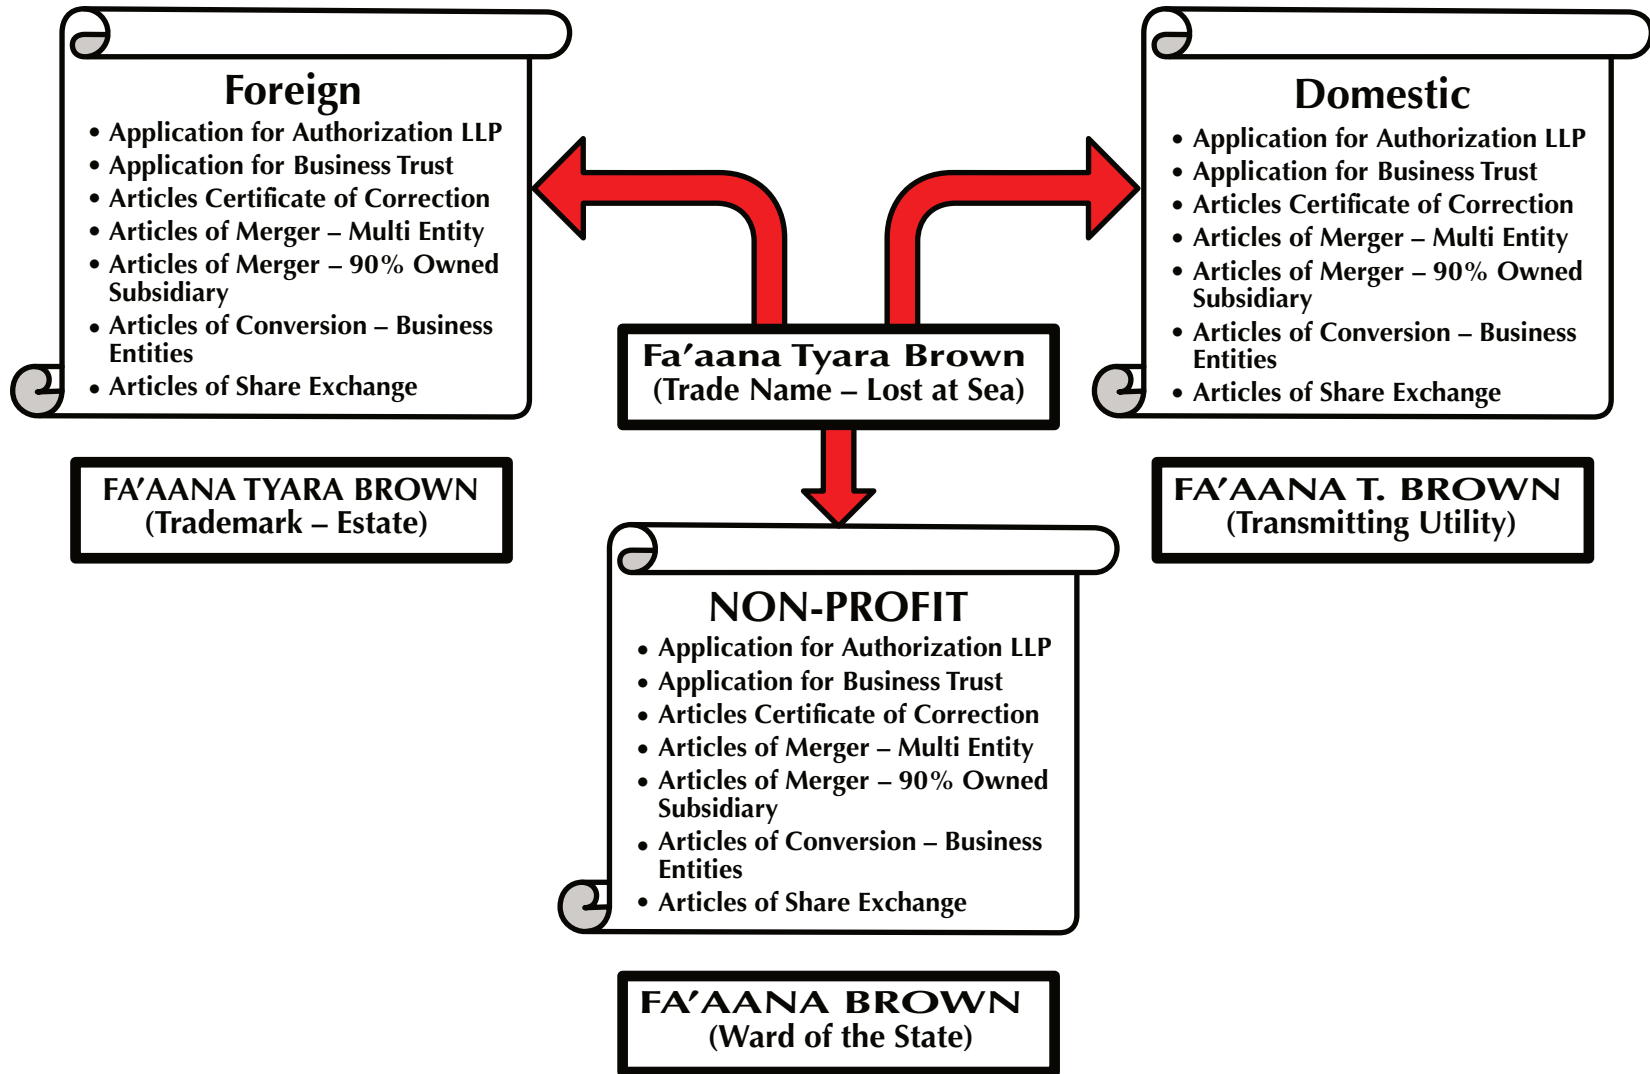 Foreign
• Application for Authorization LLP
• Application for Business Trust
• Articles Certificate of Correction
• Articles of Merger – Multi Entity
• Articles of Merger – 90% Owned
Subsidiary
• Articles of Conversion – Business
Entities
• Articles of Share Exchange
FA’AANA TYARA BROWN
(Trademark – Estate)
Fa’aana Tyara Brown
(Trade Name – Lost at Sea)
Domestic
• Application for Authorization LLP
• Application for Business Trust
• Articles Certificate of Correction
• Articles of Merger – Multi Entity
• Articles of Merger – 90% Owned
Subsidiary
• Articles of Conversion – Business
Entities
• Articles of Share Exchange
FA’AANA T. BROWN
(Transmitting Utility)
NON-PROFIT
• Application for Authorization LLP
• Application for Business Trust
• Articles Certificate of Correction
• Articles of Merger – Multi Entity
• Articles of Merger – 90% Owned
Subsidiary
• Articles of Conversion – Business
Entities
• Articles of Share Exchange
FA’AANA BROWN
(Ward of the State)